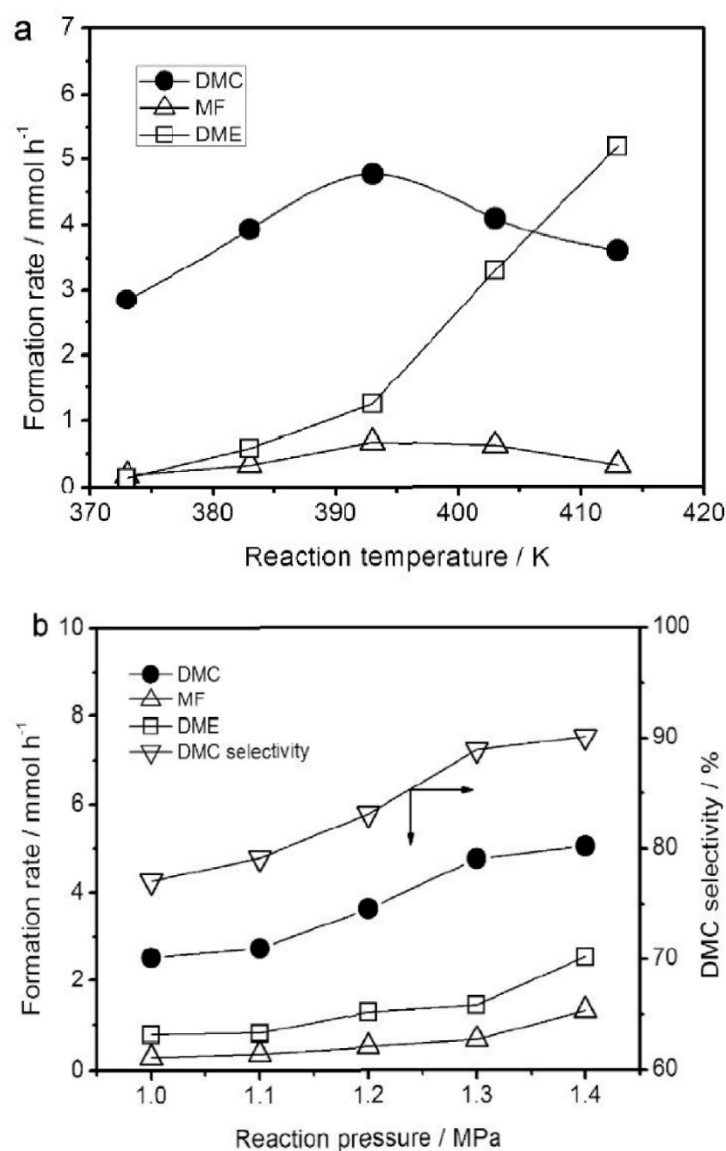 a
7
6
5
4
3
2
1
0
Formation rate / mmol h⁻¹
DMC
MF
DME
370 380 390 400 410 420
Reaction temperature / K
b
10
8
6
4
2
0
Formation rate / mmol h⁻¹
DMC
MF
DME
DMC selectivity
100
90
80
70
60
DMC selectivity / %
1.0 1.1 1.2 1.3 1.4
Reaction pressure / MPa